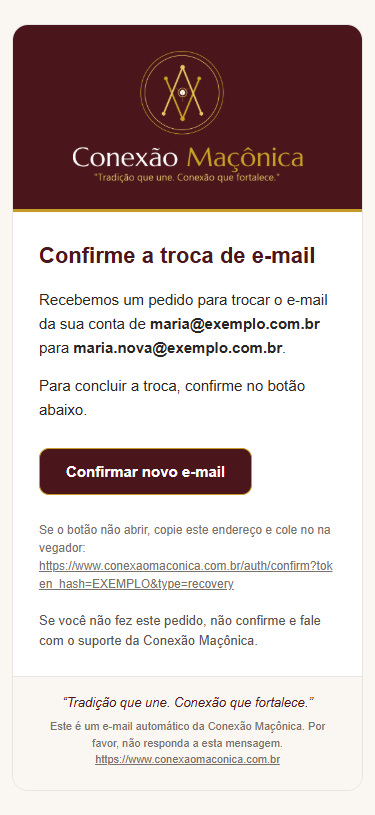 Conexão Maçônica
"Tradição que une. Conexão que fortalece."
Confirme a troca de e-mail
Recebemos um pedido para trocar o e-mail
da sua conta de maria@exemplo.com.br
para maria.nova@exemplo.com.br.
Para concluir a troca, confirme no botão
abaixo.
Confirmar novo e-mail
Se o botão não abrir, copie este endereço e cole no na
vegador:
https://www.conexaomaconica.com.br/auth/confirm?tok
en_hash=EXEMPLO&type=recovery
Se você não fez este pedido, não confirme e fale
com o suporte da Conexão Maçônica.
“Tradição que une. Conexão que fortalece.”
Este é um e-mail automático da Conexão Maçônica. Por
favor, não responda a esta mensagem.
https://www.conexaomaconica.com.br